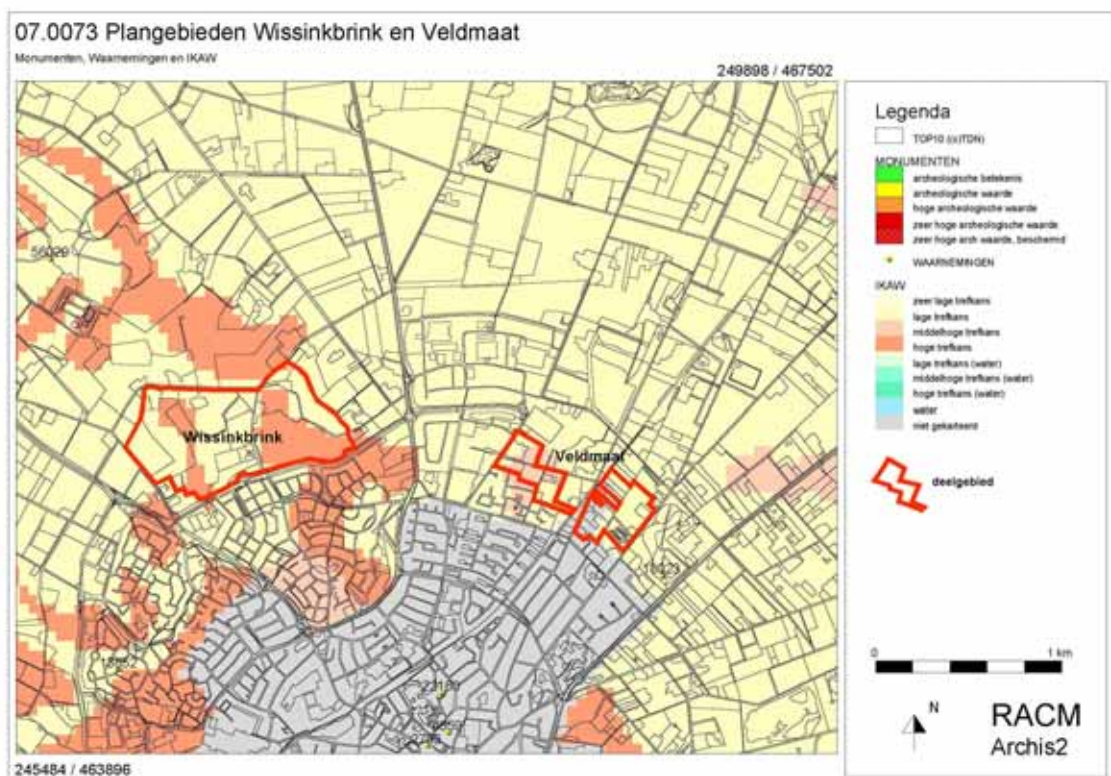 07.0073 Plangebieden Wissinkbrink en Veldmaat
Monumenten, Waarnemingen en IKAW
249898 / 467502
56029
Wissinkbrink
Veldmaat
245484 / 463896
Legenda
TOP10 ((c)TDN)
MONUMENTEN
archeologische betekenis
archeologische waarde
hoge archeologische waarde
zeer hoge archeologische waarde
zeer hoge arch waarde, beschermd
WAARNEMINGEN
IKAW
zeer lage trefkans
lage trefkans
middelhoge trefkans
hoge trefkans
lage trefkans (water)
middelhoge trefkans (water)
hoge trefkans (water)
water
niet gekarteerd
deelgebied
0 1 km
N
RACM
Archis2